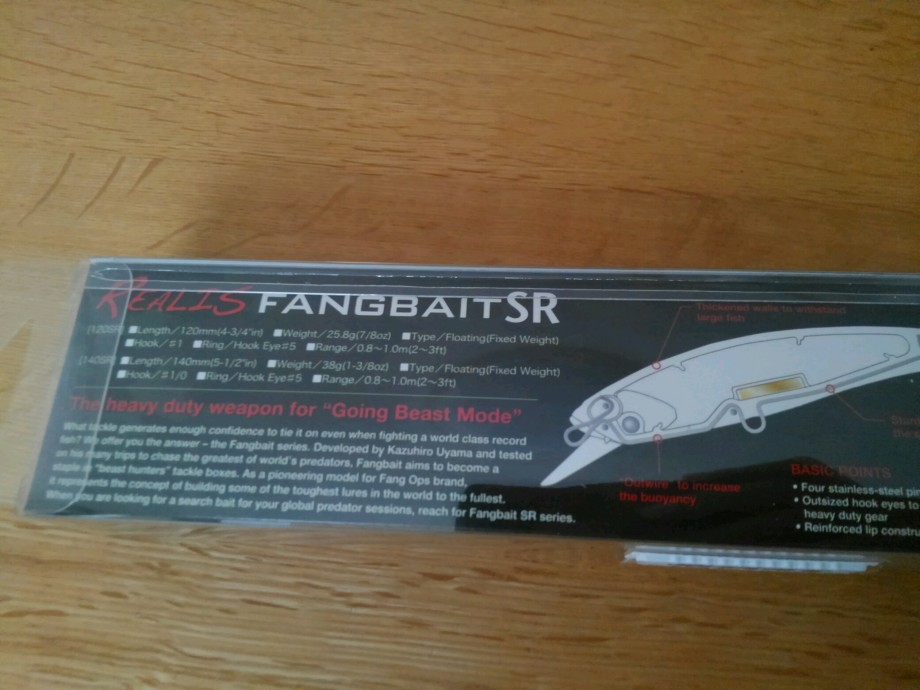 REALIS FANGBAIT SR
[120SR] ■Length/120mm(4-3/4"in) ■Weight/25.8g(7/8oz) ■Type/Floating(Fixed Weight)
■Hook/#1 ■Ring/Hook Eye#5 ■Range/0.8~1.0m(2~3ft)
[140SR] ■Length/140mm(5-1/2"in) ■Weight/38g(1-3/8oz) ■Type/Floating(Fixed Weight)
■Hook/#1/0 ■Ring/Hook Eye#5 ■Range/0.8~1.0m(2~3ft)
The heavy duty weapon for "Going Beast Mode"
What tackle generates enough confidence to tie it on even when fighting a world class record
fish? We offer you the answer – the Fangbait series. Developed by Kazuhiro Uyama and tested
on his many trips to chase the greatest of world's predators, Fangbait aims to become a
staple in "beast hunters" tackle boxes. As a pioneering model for Fang Ops brand,
it represents the concept of building some of the toughest lures in the world to the fullest.
When you are looking for a search bait for your global predator sessions, reach for Fangbait SR series.
Thickened walls to withstand
large fish
Outwire to increase
the buoyancy
the
BASIC POINTS
• Four stainless-steel
• Outsized hook eyes to
heavy duty gear
• Reinforced lip